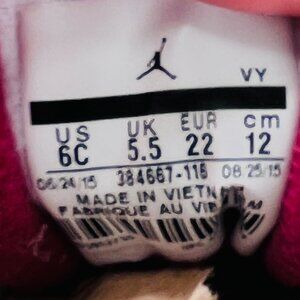 VY
US UK EUR cm
6C 5.5 22 12
06/24/15 384667-116 08/25/15
MADE IN VIETNAM
FABRIQUE AU VIETNAM